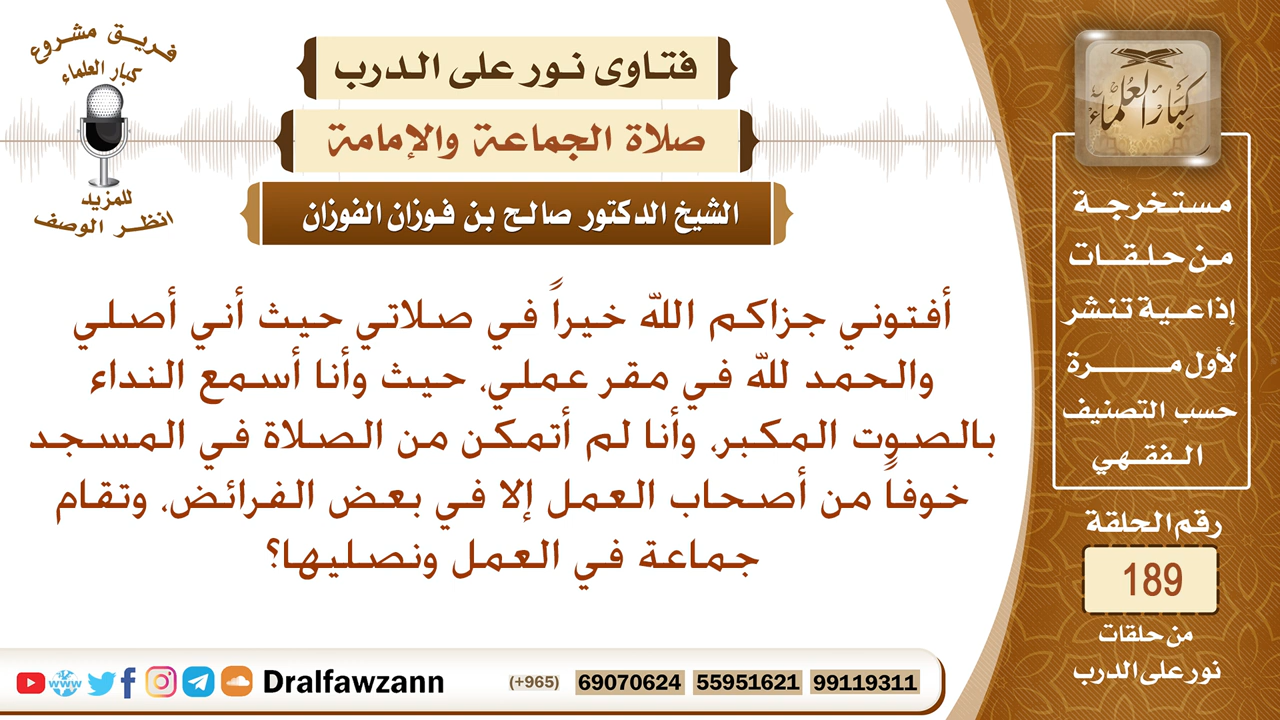 فريق مشروع
كبار العلماء
للمزيد
انظر الوصف
فتاوى نور على الدرب
صلاة الجماعة والإمامة
الشيخ الدكتور صالح بن فوزان الفوزان
أفتوني جزاكم الله خيراً في صلاتي حيث أني أصلي
والحمد لله في مقر عملي، حيث وأنا أسمع النداء
بالصوت المكبر، وأنا لم أتمكن من الصلاة في المسجد
خوفاً من أصحاب العمل إلا في بعض الفرائض، وتقام
جماعة في العمل ونصليها؟
كبار العلماء
مستخرجة
من حلقات
إذاعية تنشر
لأول مرة
حسب التصنيف
الفقهي
رقم الحلقة
189
من حلقات
نور على الدرب
www
Dralfawzann
(+965) 69070624 55951621 99119311